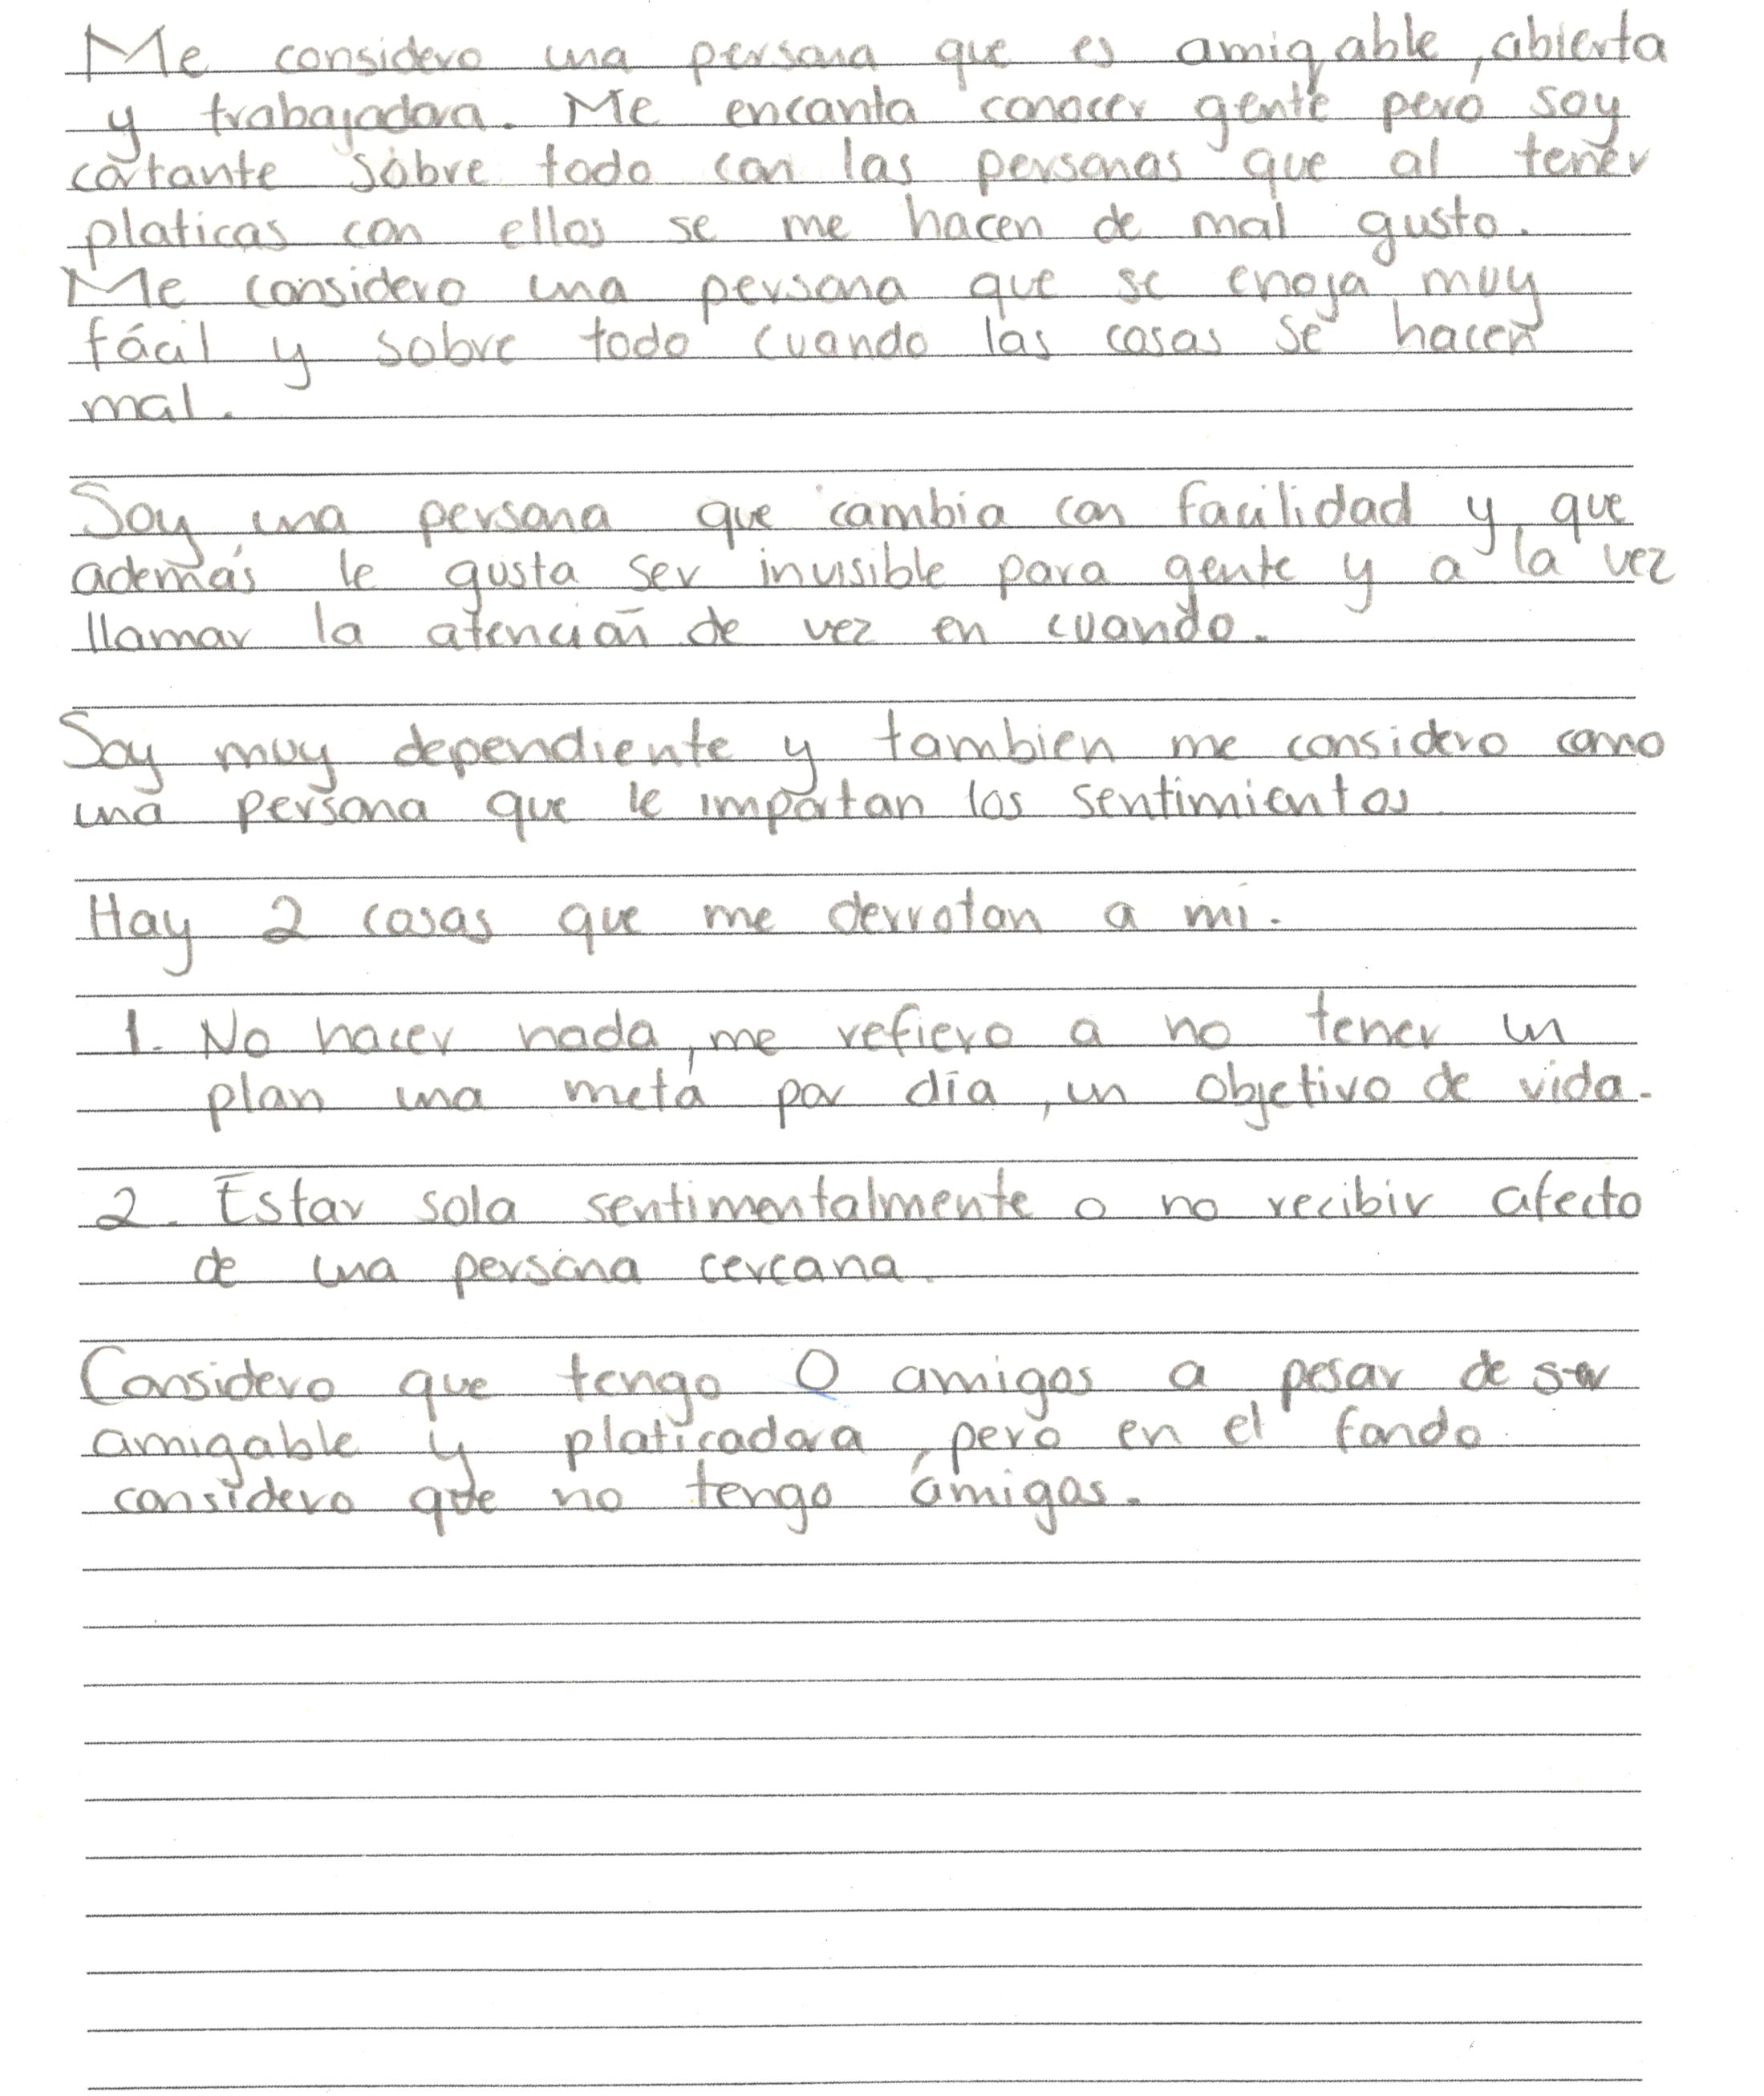 Me considero una persona que es amigable, abierta
y trabajadora. Me encanta conocer gente pero soy
cortante sobre todo con las personas que al tener
platicas con ellos se me hacen de mal gusto.
Me considero una persona que se enoja muy
fácil y sobre todo cuando las cosas se hacen
mal.
Soy una persona que cambia con facilidad y que
además le gusta ser invisible para gente y a la vez
llamar la atención de vez en cuando.
Soy muy dependiente y tambien me considero como
una persona que le importan los sentimientos
Hay 2 cosas que me derrotan a mi.
1. No hacer nada, me refiero a no tener un
plan una meta por día, un objetivo de vida.
2. Estar sola sentimentalmente o no recibir afecto
de una persona cercana.
Considero que tengo 0 amigos a pesar de ser
amigable y platicadora, pero en el fondo
considero que no tengo amigos.